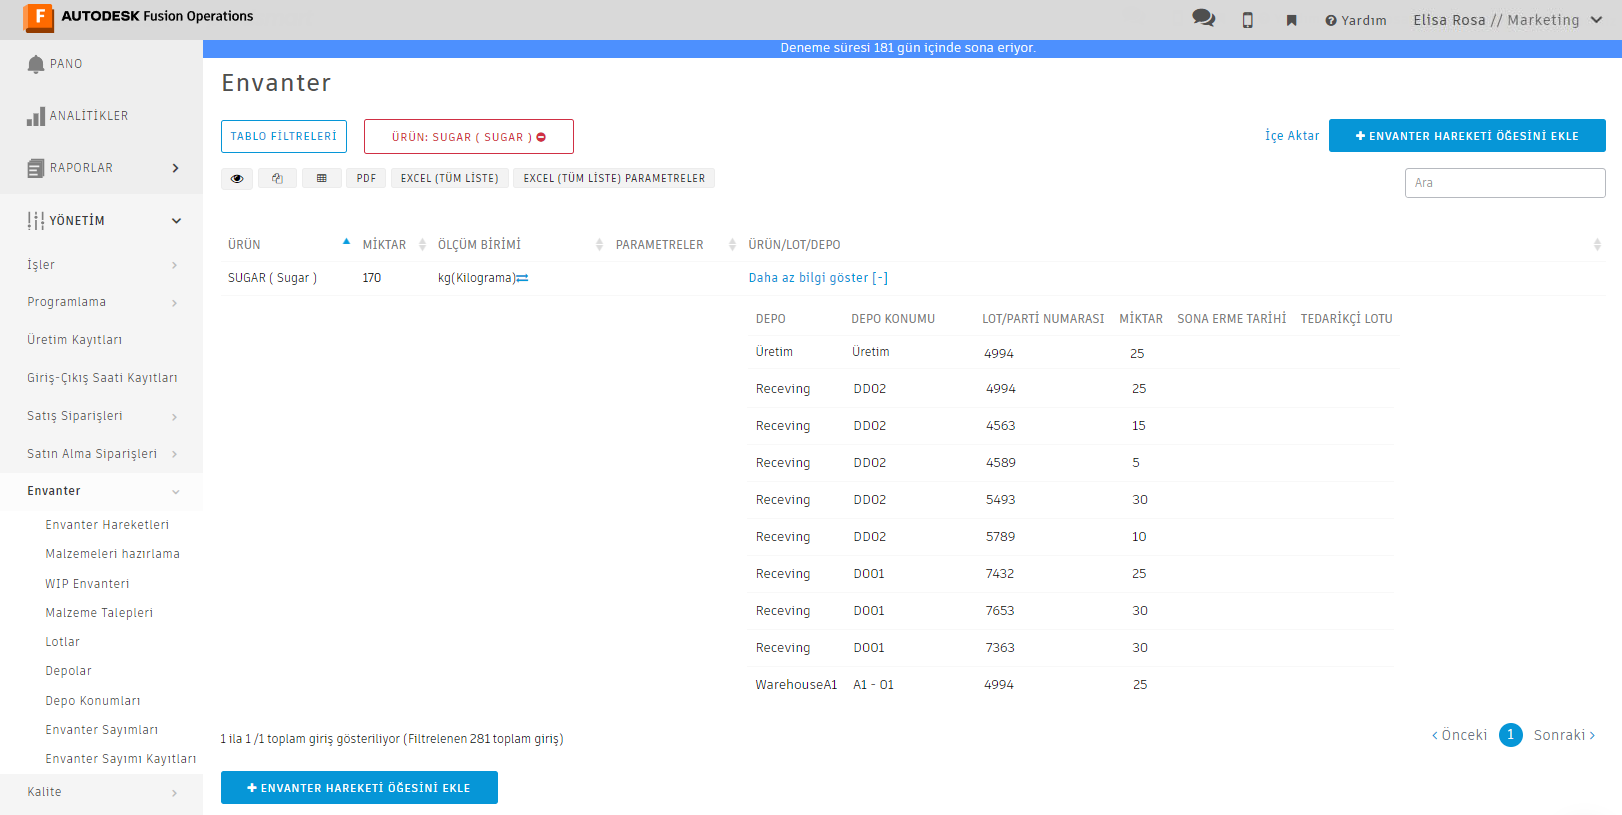 F AUTODESK Fusion Operations
Yardım
Elisa Rosa // Marketing
Deneme süresi 181 gün içinde sona eriyor.
PANO
ANALİTİKLER
RAPORLAR
YÖNETİM
İşler
Programlama
Üretim Kayıtları
Giriş-Çıkış Saati Kayıtları
Satış Siparişleri
Satın Alma Siparişleri
Envanter
Envanter Hareketleri
Malzemeleri hazırlama
WIP Envanteri
Malzeme Talepleri
Lotlar
Depolar
Depo Konumları
Envanter Sayımları
Envanter Sayımı Kayıtları
Kalite
Envanter
TABLO FİLTRELERİ
ÜRÜN: SUGAR ( SUGAR )
İçe Aktar
+ ENVANTER HAREKETİ ÖĞESİNİ EKLE
PDF
EXCEL (TÜM LİSTE)
EXCEL (TÜM LİSTE) PARAMETRELER
Ara
ÜRÜN MİKTAR ÖLÇÜM BİRİMİ PARAMETRELER ÜRÜN/LOT/DEPO
SUGAR ( Sugar ) 170 kg(Kilograma) Daha az bilgi göster [-]
DEPO DEPO KONUMU LOT/PARTİ NUMARASI MİKTAR SONA ERME TARİHİ TEDARİKÇİ LOTU
Üretim Üretim 4994 25
Receving DD02 4994 25
Receving DD02 4563 15
Receving DD02 4589 5
Receving DD02 5493 30
Receving DD02 5789 10
Receving D001 7432 25
Receving D001 7653 30
Receving D001 7363 30
WarehouseA1 A1 - 01 4994 25
1 ila 1 /1 toplam giriş gösteriliyor (Filtrelenen 281 toplam giriş)
< Önceki 1 Sonraki >
+ ENVANTER HAREKETİ ÖĞESİNİ EKLE